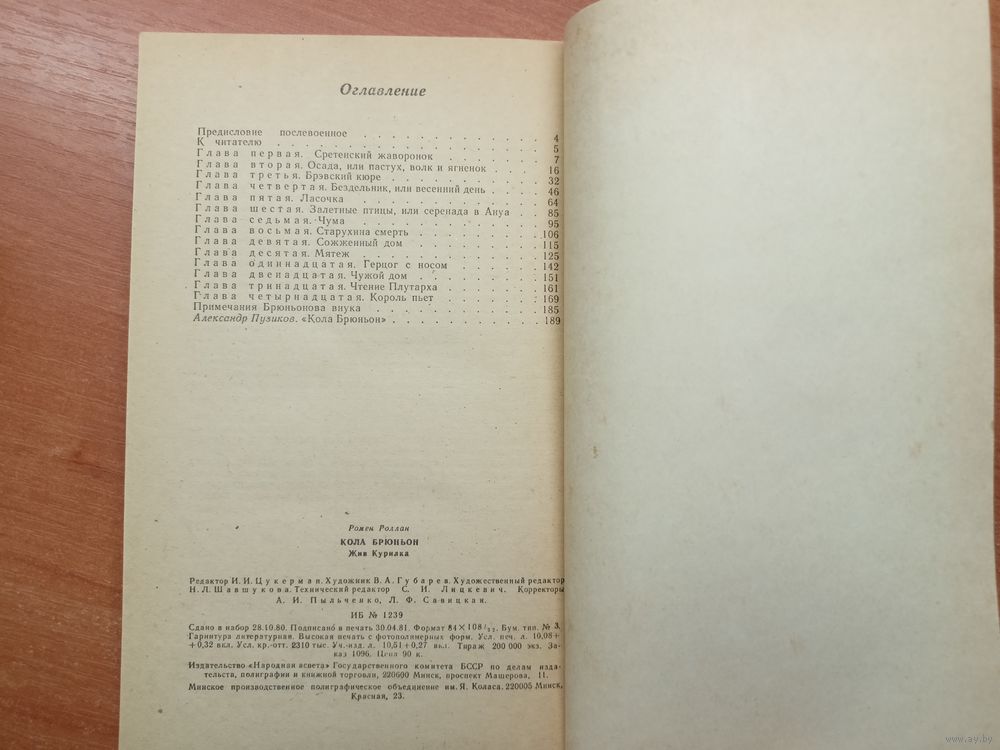 Оглавление
Предисловие послевоенное . . . . . . . . . . . . . 4
К читателю . . . . . . . . . . . . . . . . . . . 5
Глава первая. Сретенский жаворонок . . . . . . . 7
Глава вторая. Осада, или пастух, волк и ягненок . . . 16
Глава третья. Брэвский кюре . . . . . . . . . . . 32
Глава четвертая. Бездельник, или весенний день . . . . 46
Глава пятая. Ласочка . . . . . . . . . . . . . 64
Глава шестая. Залетные птицы, или серенада в Ануа . . 85
Глава седьмая. Чума . . . . . . . . . . . . . 95
Глава восьмая. Старухина смерть . . . . . . . . . 106
Глава девятая. Сожженный дом . . . . . . . . . 115
Глава десятая. Мятеж . . . . . . . . . . . . . 125
Глава одиннадцатая. Герцог с носом . . . . . . . 142
Глава двенадцатая. Чужой дом . . . . . . . . . 151
Глава тринадцатая. Чтение Плутарха . . . . . . . 161
Глава четырнадцатая. Король пьет . . . . . . . 169
Примечания Брюньонова внука . . . . . . . . . . . 185
Александр Пузиков. «Кола Брюньон» . . . . . . . . . . . 189
Ромен Роллан
КОЛА БРЮНЬОН
Жив Курилка
Редактор И. И. Цукерман. Художник В. А. Губарев. Художественный редактор
Н. Л. Шавшукова. Технический редактор С. И. Лицкевич. Корректоры
А. И. Пыльченко, Л. Ф. Савицкая.
ИБ № 1239
Сдано в набор 28.10.80. Подписано в печать 30.04.81. Формат 84×108 1/32. Бум. тип. № 3.
Гарнитура литературная. Высокая печать с фотополимерных форм. Усл. печ. л. 10,08+
+0,32 вкл. Усл. кр.-отт. 2310 тыс. Уч.-изд. л. 10,51+0,27 вкл. Тираж 200 000 экз. За-
каз 1096. Цена 90 к.
Издательство «Народная асвета» Государственного комитета БССР по делам изда-
тельств, полиграфии и книжной торговли, 220600 Минск, проспект Машерова, 11.
Минское производственное полиграфическое объединение им. Я. Коласа. 220005 Минск,
Красная, 23.
www.ay.by